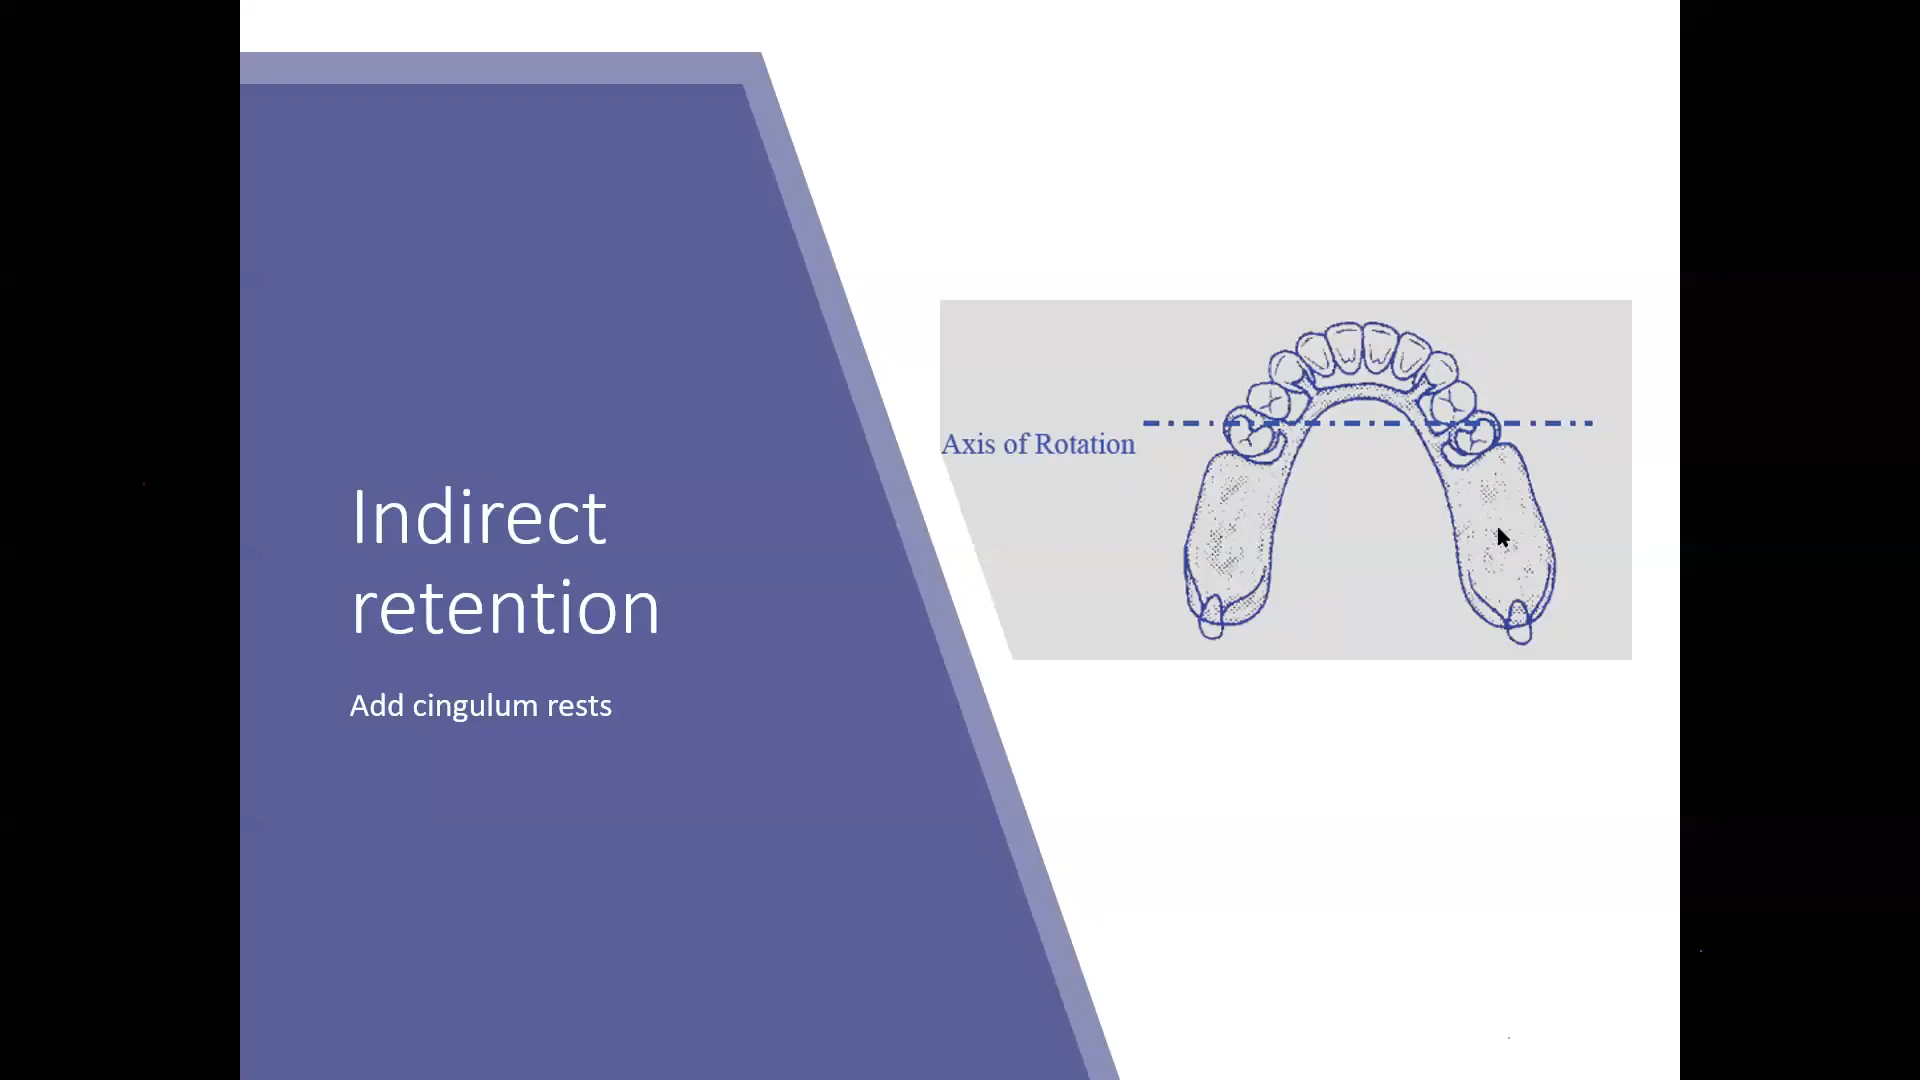 Indirect
retention
Add cingulum rests
Axis of Rotation